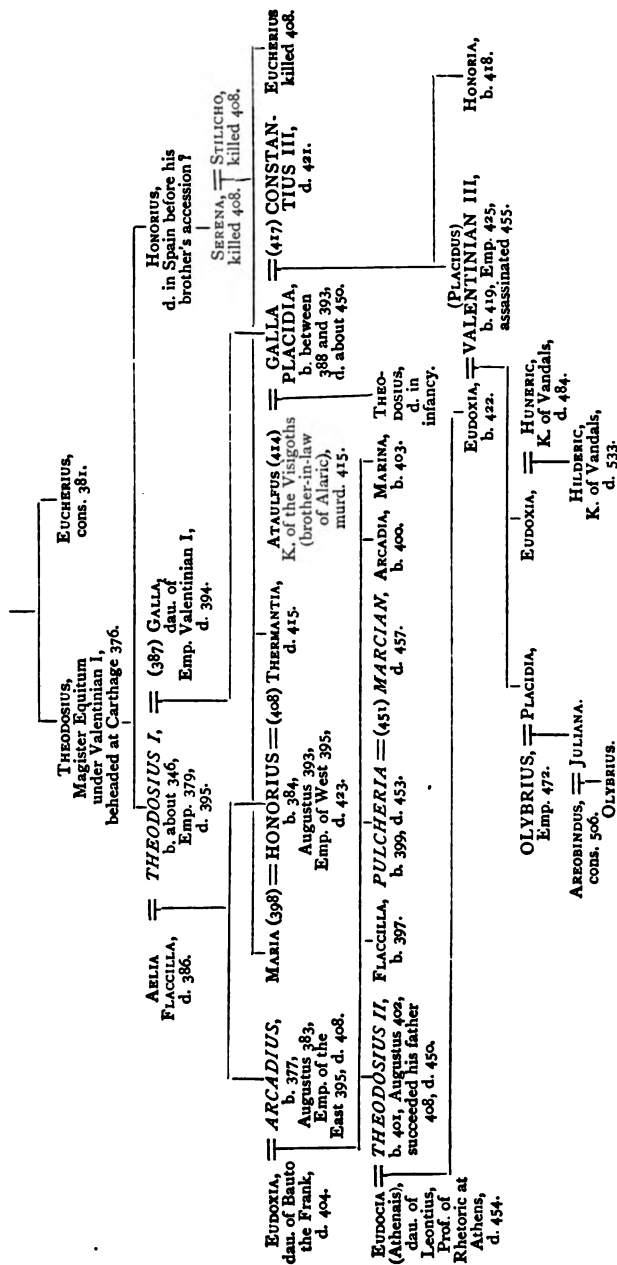 THEODOSIUS,
Magister Equitum
under Valentinian I,
beheaded at Carthage 376.
EUCHERIUS,
cons. 381.
AELIA
FLACCILLA,
d. 386.
THEODOSIUS I,
b. about 346,
Emp. 379,
d. 395.
(387) GALLA,
dau. of
Emp. Valentinian I,
d. 394.
HONORIUS,
d. in Spain before his
brother's accession?
SERENA,
killed 408.
STILICHO,
killed 408.
EUDOXIA,
dau. of Bauto
the Frank,
d. 404.
ARCADIUS,
b. 377,
Augustus 383,
Emp. of the
East 395, d. 408.
MARIA (398) = HONORIUS = (408) THERMANTIA,
b. 384,
Augustus 393,
Emp. of West 395,
d. 423.
d. 415.
ATAULFUS (414)
K. of the Visigoths
(brother-in-law
of Alaric),
murd. 415.
GALLA
PLACIDIA,
b. between
388 and 393,
d. about 450.
= (417) CONSTAN-
TIUS III,
d. 421.
EUCHERIUS
killed 408.
EUDOCIA
(Athenais),
dau. of
Leontius,
Prof. of
Rhetoric at
Athens,
d. 454.
= THEODOSIUS II,
b. 401, Augustus 402,
succeeded his father
408, d. 450.
FLACCILLA,
b. 397.
PULCHERIA = (451) MARCIAN,
b. 399, d. 453.
d. 457.
ARCADIA,
b. 400.
MARINA,
b. 403.
THEO-
DOSIUS,
d. in
infancy.
EUDOXIA,
b. 422.
(PLACIDUS)
= VALENTINIAN III,
b. 419, Emp. 425,
assassinated 455.
HONORIA,
b. 418.
OLYBRIUS, = PLACIDIA,
Emp. 472.
EUDOXIA, = HUNERIC,
K. of Vandals,
d. 484.
AREOBINDUS, = JULIANA.
cons. 506.
OLYBRIUS.
HILDERIC,
K. of Vandals,
d. 533.